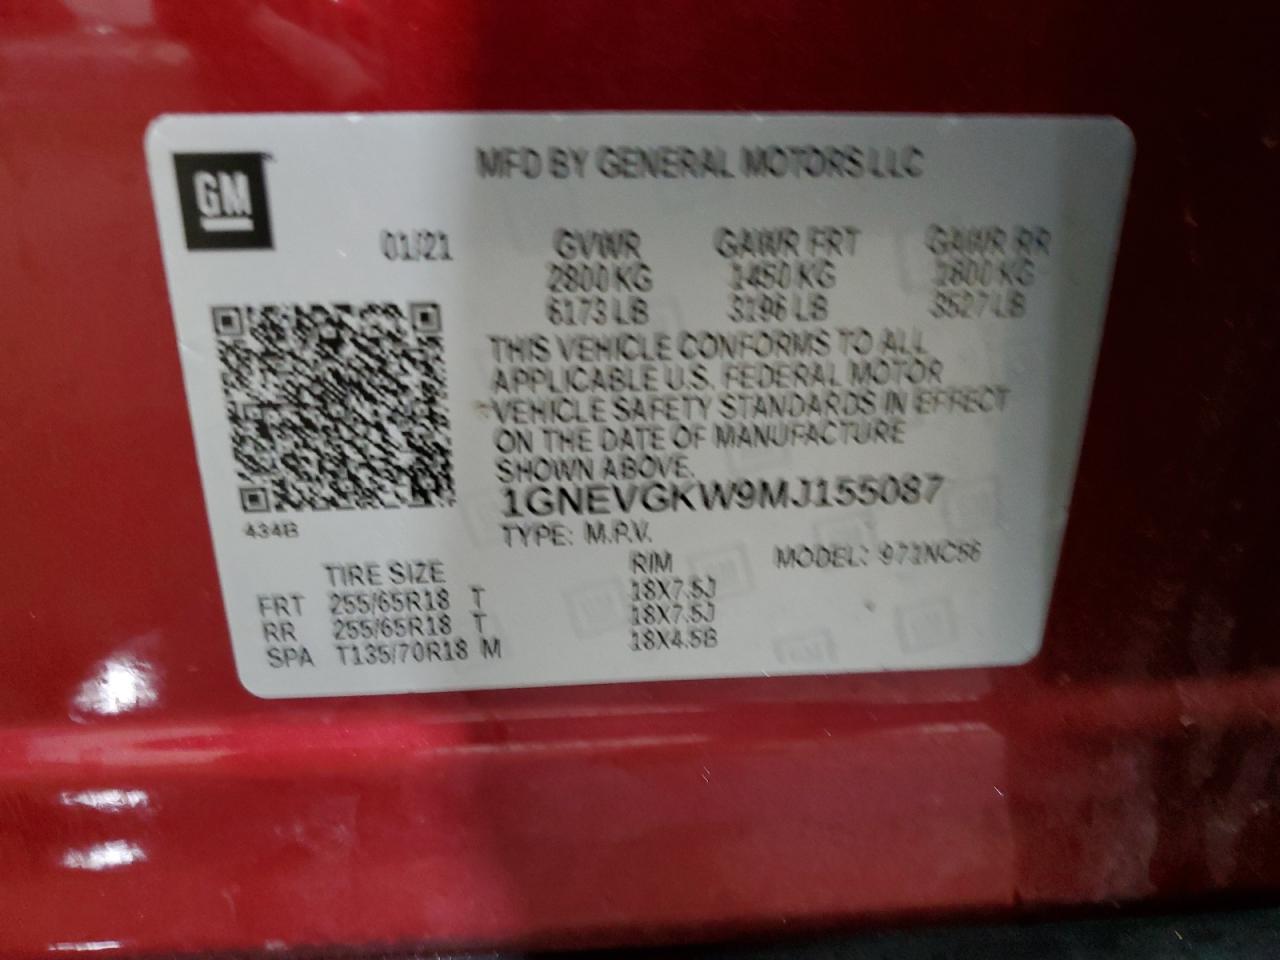 GM
MFD BY GENERAL MOTORS LLC
01/21
GVWR GAWR FRT GAWR RR
2800 KG 1450 KG 1600 KG
6173 LB 3196 LB 3527 LB
THIS VEHICLE CONFORMS TO ALL
APPLICABLE U.S. FEDERAL MOTOR
VEHICLE SAFETY STANDARDS IN EFFECT
ON THE DATE OF MANUFACTURE
SHOWN ABOVE.
1GNEVGKW9MJ155087
434B
TYPE: M.P.V.
MODEL: 971NC56
TIRE SIZE RIM
FRT 255/65R18 T 18X7.5J
RR 255/65R18 T 18X7.5J
SPA T135/70R18 M 18X4.5B